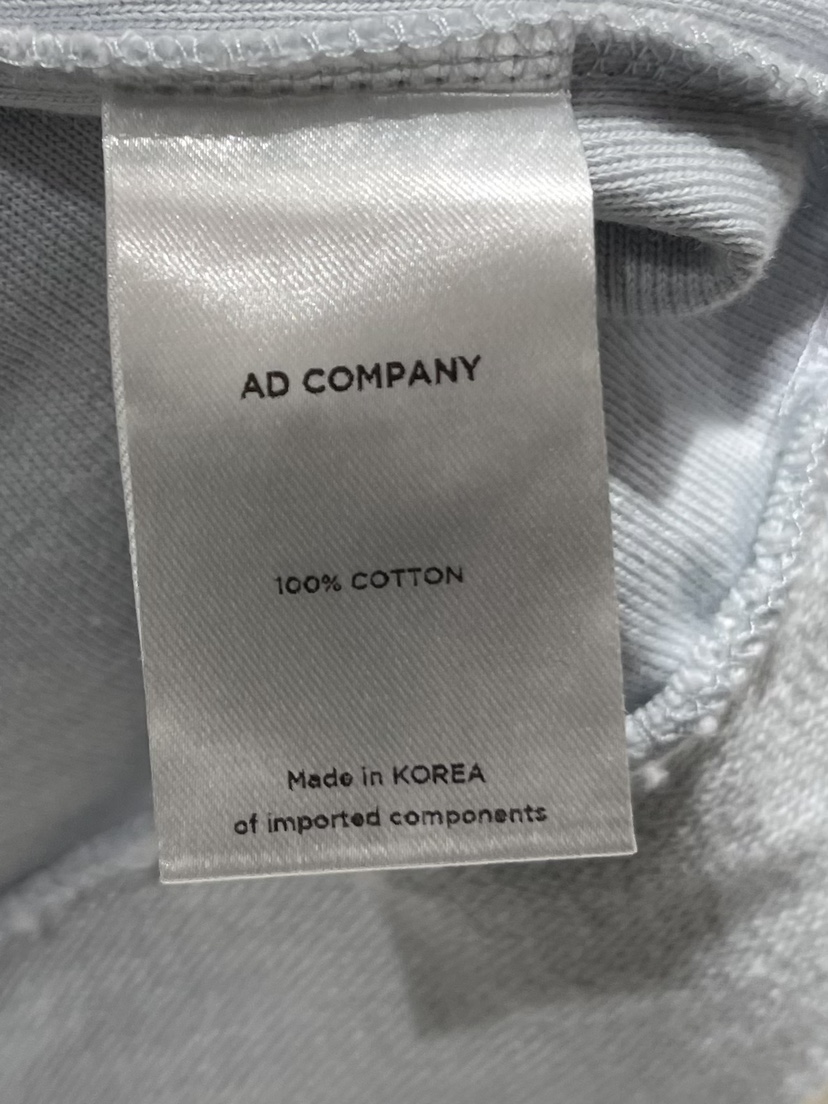 AD COMPANY
100% COTTON
Made in KOREA
of imported components